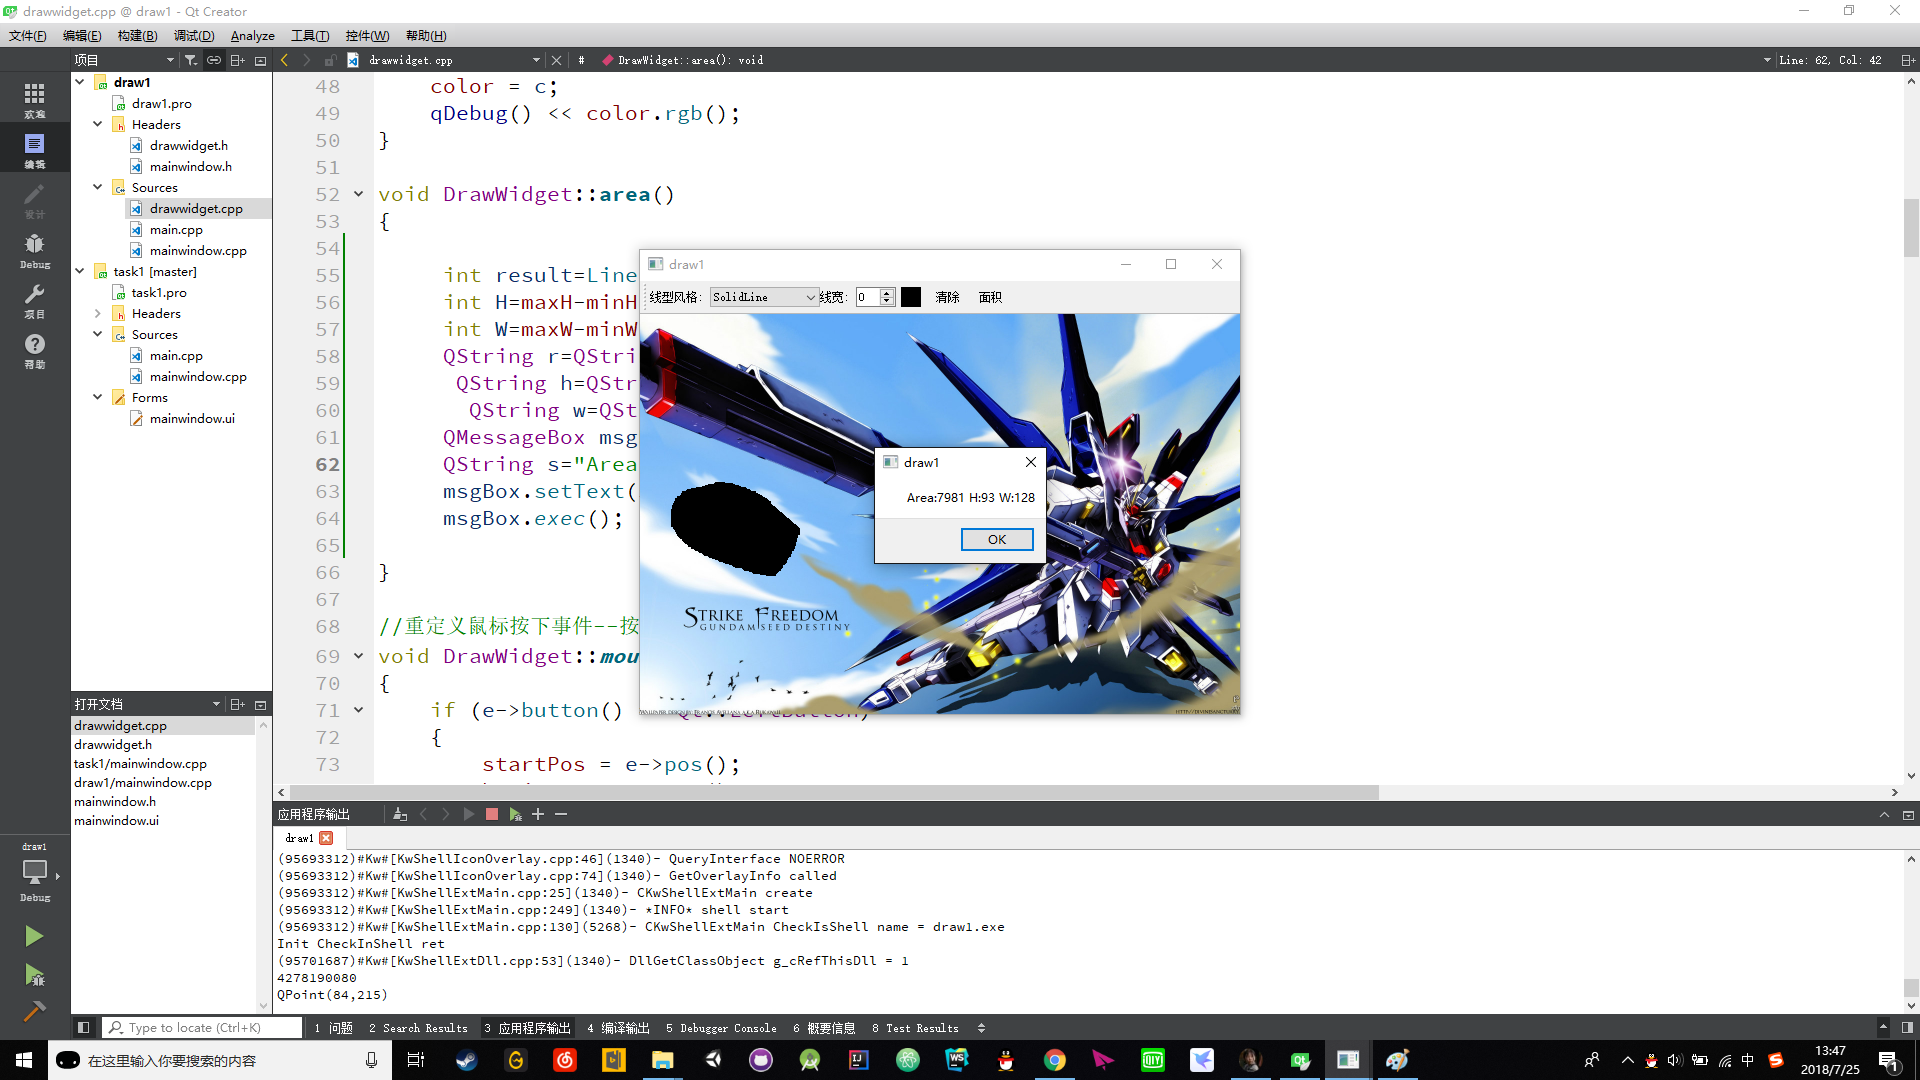 drawwidget.cpp @ draw1 - Qt Creator
文件(F) 编辑(E) 构建(B) 调试(D) Analyze 工具(T) 控件(W) 帮助(H)
项目
drawwidget.cpp
#
DrawWidget::area(): void
Line: 62, Col: 42
欢迎
编辑
设计
Debug
项目
帮助
draw1
draw1.pro
Headers
drawwidget.h
mainwindow.h
Sources
drawwidget.cpp
main.cpp
mainwindow.cpp
task1 [master]
task1.pro
Headers
Sources
main.cpp
mainwindow.cpp
Forms
mainwindow.ui
打开文档
drawwidget.cpp
drawwidget.h
task1/mainwindow.cpp
draw1/mainwindow.cpp
mainwindow.h
mainwindow.ui
draw1
Debug
48 color = c;
49 qDebug() << color.rgb();
50 }
51
52 void DrawWidget::area()
53 {
54
55 int result=Line
56 int H=maxH-minH
57 int W=maxW-minW
58 QString r=QStri
59 QString h=QStr
60 QString w=QSt
61 QMessageBox msg
62 QString s="Area
63 msgBox.setText(
64 msgBox.exec();
65
66 }
67
68 //重定义鼠标按下事件--按
69 void DrawWidget::mou
70 {
71 if (e->button()
72 {
73 startPos = e->pos();
draw1
线型风格: SolidLine 线宽: 0 清除 面积
draw1
Area:7981 H:93 W:128
OK
STRIKE FREEDOM
GUNDAM SEED DESTINY
应用程序输出
draw1
(95693312)#Kw#[KwShellIconOverlay.cpp:46](1340)- QueryInterface NOERROR
(95693312)#Kw#[KwShellIconOverlay.cpp:74](1340)- GetOverlayInfo called
(95693312)#Kw#[KwShellExtMain.cpp:25](1340)- CKwShellExtMain create
(95693312)#Kw#[KwShellExtMain.cpp:249](1340)- *INFO* shell start
(95693312)#Kw#[KwShellExtMain.cpp:130](5268)- CKwShellExtMain CheckIsShell name = draw1.exe
Init CheckInShell ret
(95701687)#Kw#[KwShellExtDll.cpp:53](1340)- DllGetClassObject g_cRefThisDll = 1
4278190080
QPoint(84,215)
Type to locate (Ctrl+K)
1 问题 2 Search Results 3 应用程序输出 4 编译输出 5 Debugger Console 6 概要信息 8 Test Results
在这里输入你要搜索的内容
中
13:47
2018/7/25
1